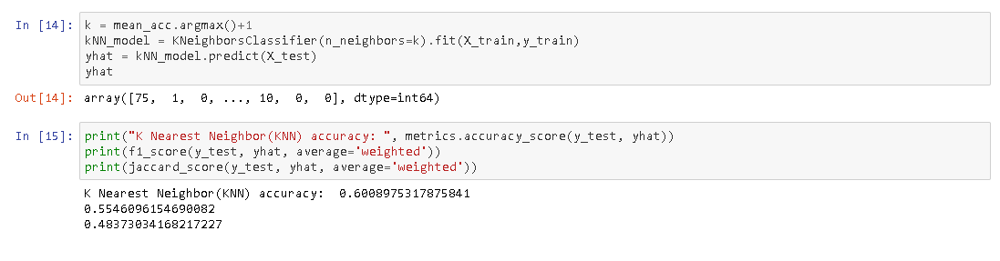 In [14]: k = mean_acc.argmax()+1
kNN_model = KNeighborsClassifier(n_neighbors=k).fit(X_train,y_train)
yhat = kNN_model.predict(X_test)
yhat
Out[14]: array([75,  1,  0, ..., 10,  0,  0], dtype=int64)
In [15]: print("K Nearest Neighbor(KNN) accuracy: ", metrics.accuracy_score(y_test, yhat))
print(f1_score(y_test, yhat, average='weighted'))
print(jaccard_score(y_test, yhat, average='weighted'))
K Nearest Neighbor(KNN) accuracy:  0.6008975317875841
0.5546096154690082
0.48373034168217227